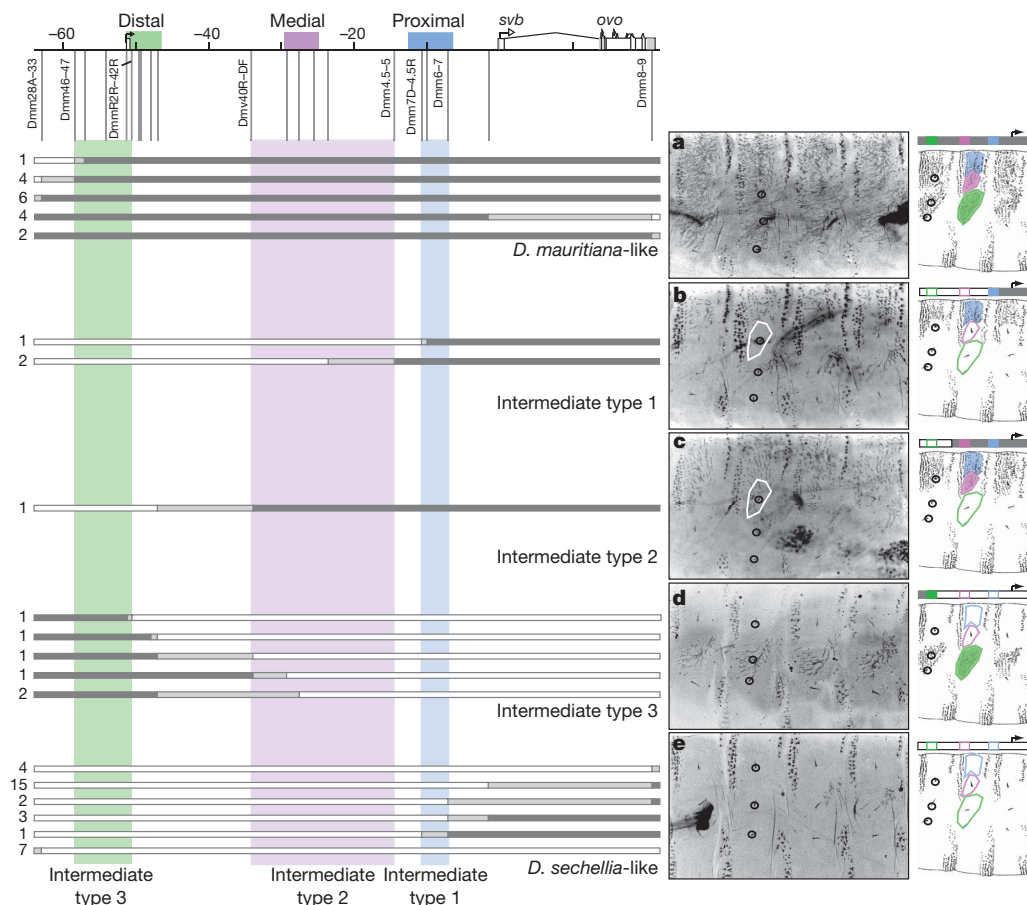 Distal
Medial
Proximal
svb
ovo
−60
−40
−20
Dmm28A–33
Dmm46–47
DmmR2R–42R
Dmv40R–DF
Dmm4.5–5
Dmm7D–4.5R
Dmm6–7
Dmm8–9
1
4
6
4
2
D. mauritiana-like
1
2
Intermediate type 1
1
Intermediate type 2
1
1
1
1
2
Intermediate type 3
4
15
2
3
1
7
D. sechellia-like
Intermediate
type 3
Intermediate
type 2
Intermediate
type 1
a
b
c
d
e